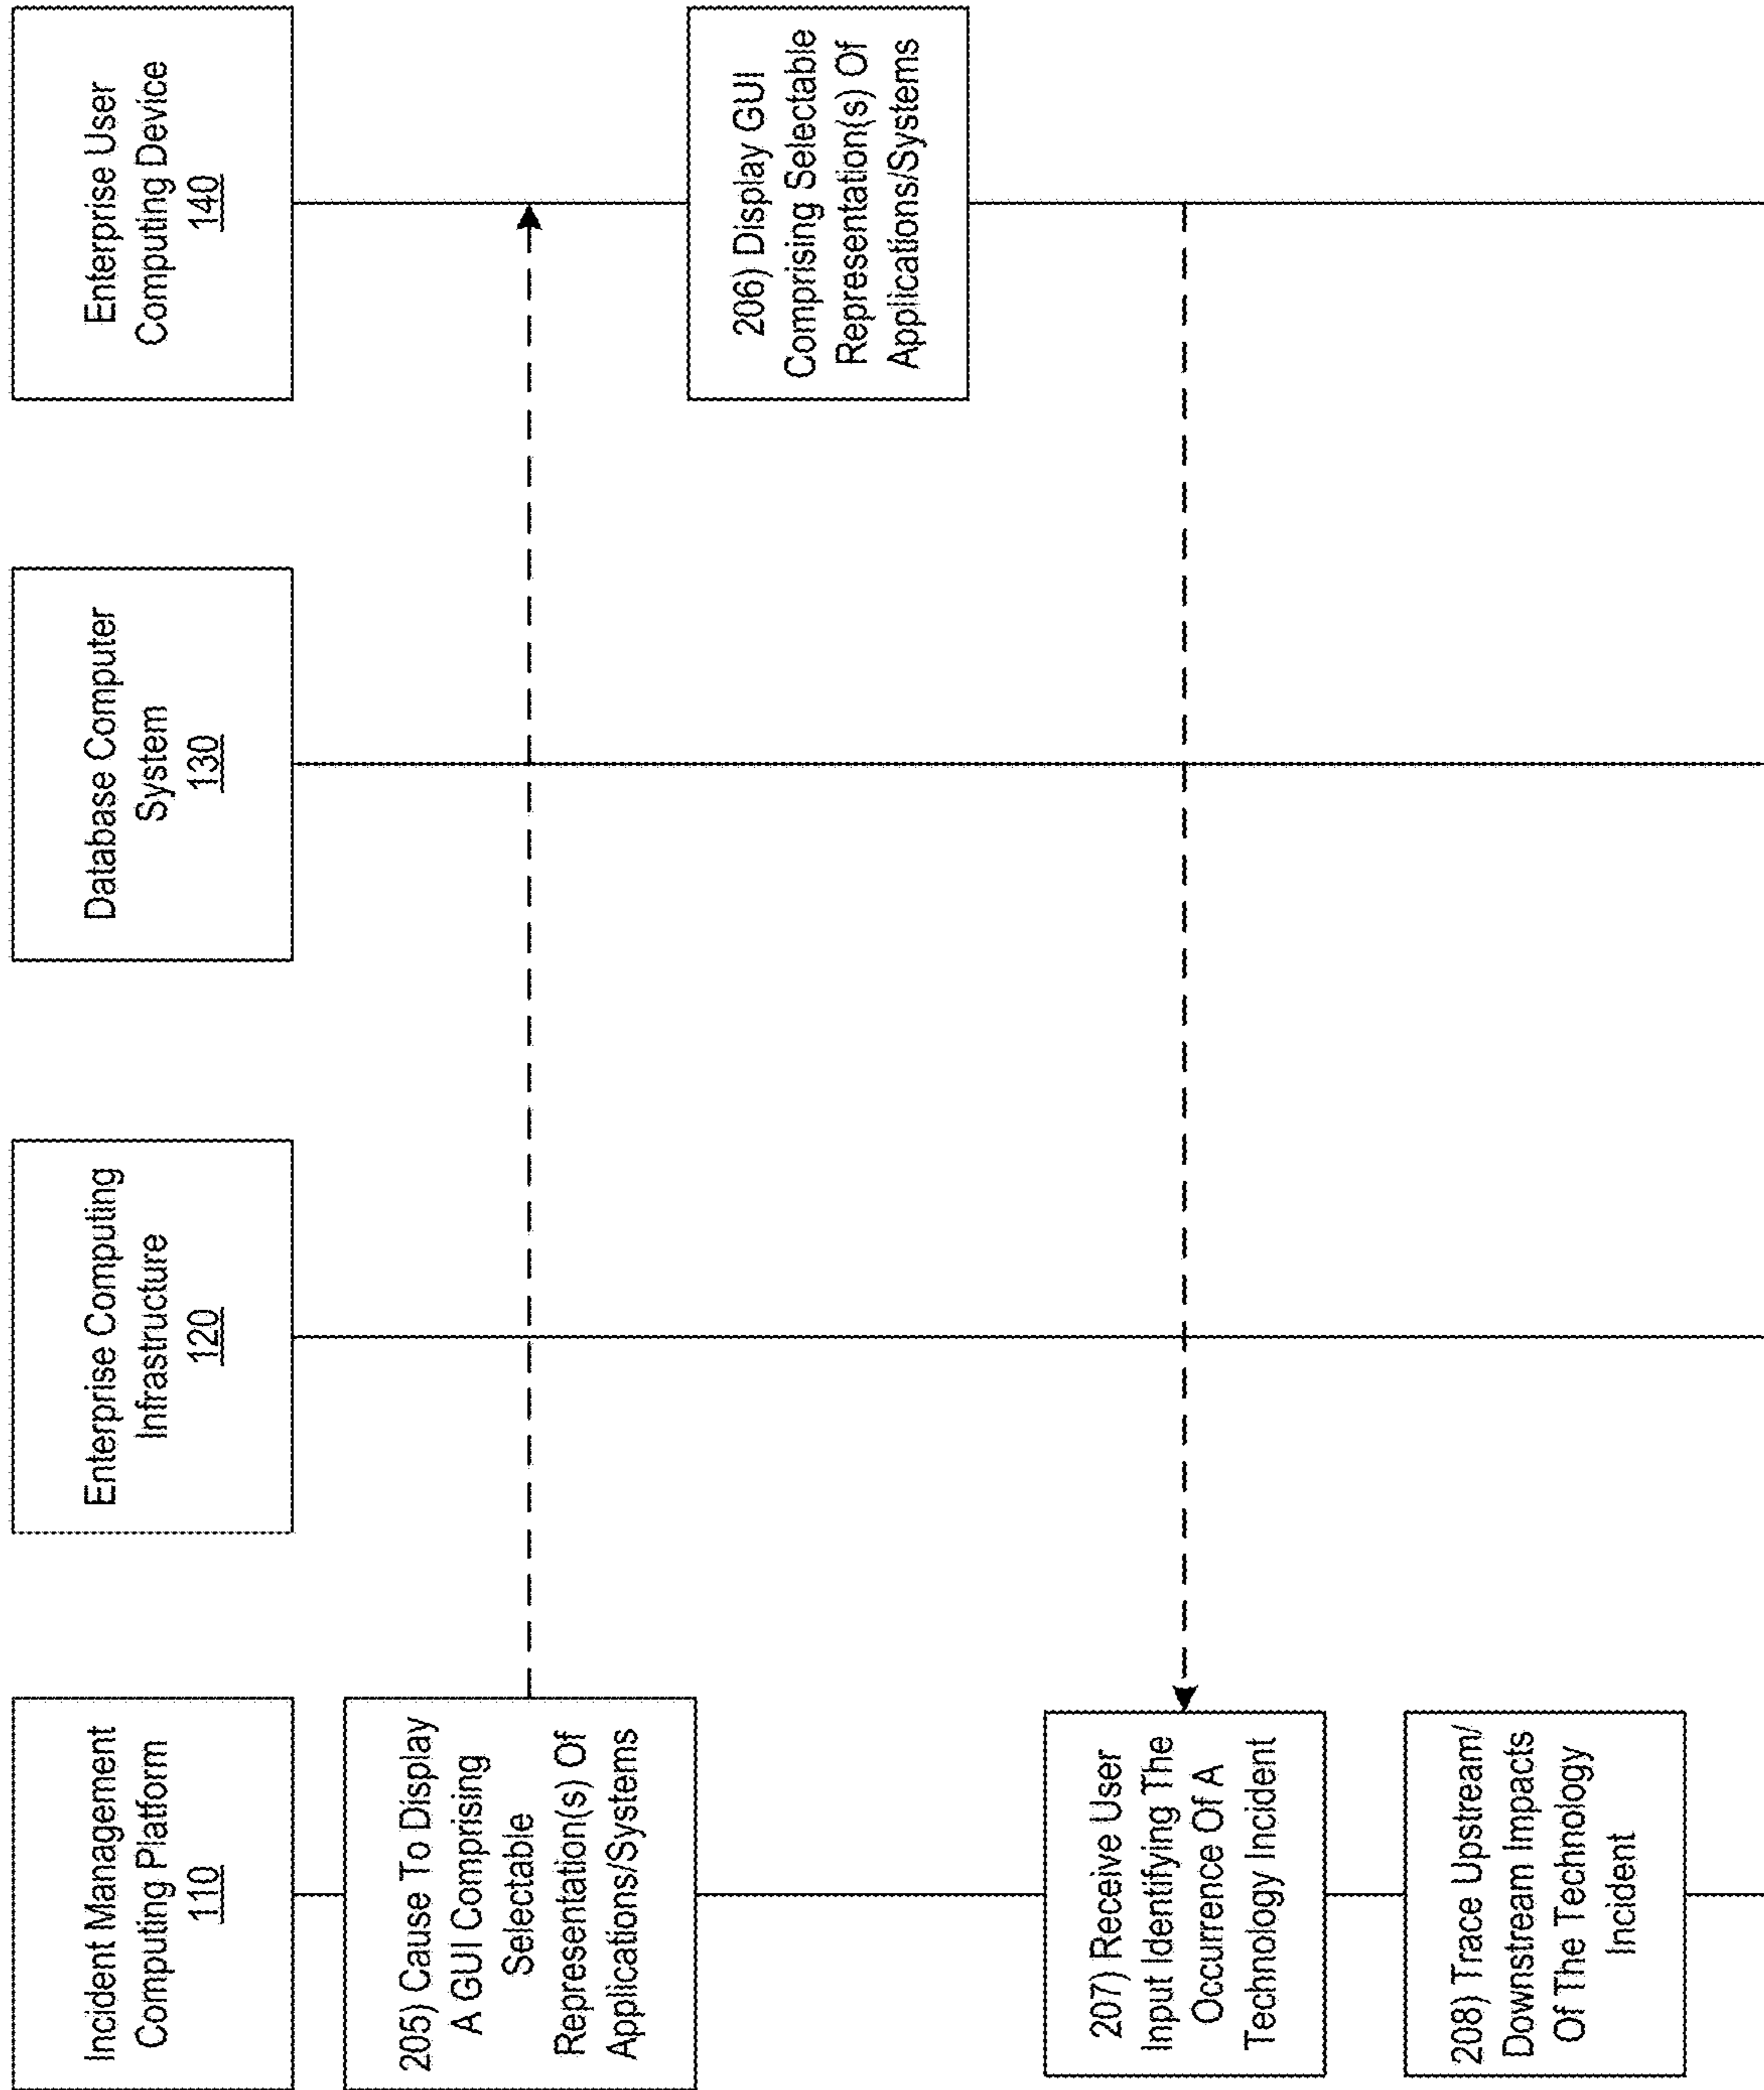 Incident Management
Computing Platform
110
Enterprise Computing
Infrastructure
120
Database Computer
System
130
Enterprise User
Computing Device
140
205) Cause To Display
A GUI Comprising
Selectable
Representation(s) Of
Applications/Systems
206) Display GUI
Comprising Selectable
Representation(s) Of
Applications/Systems
207) Receive User
Input Identifying The
Occurrence Of A
Technology Incident
208) Trace Upstream/
Downstream Impacts
Of The Technology
Incident